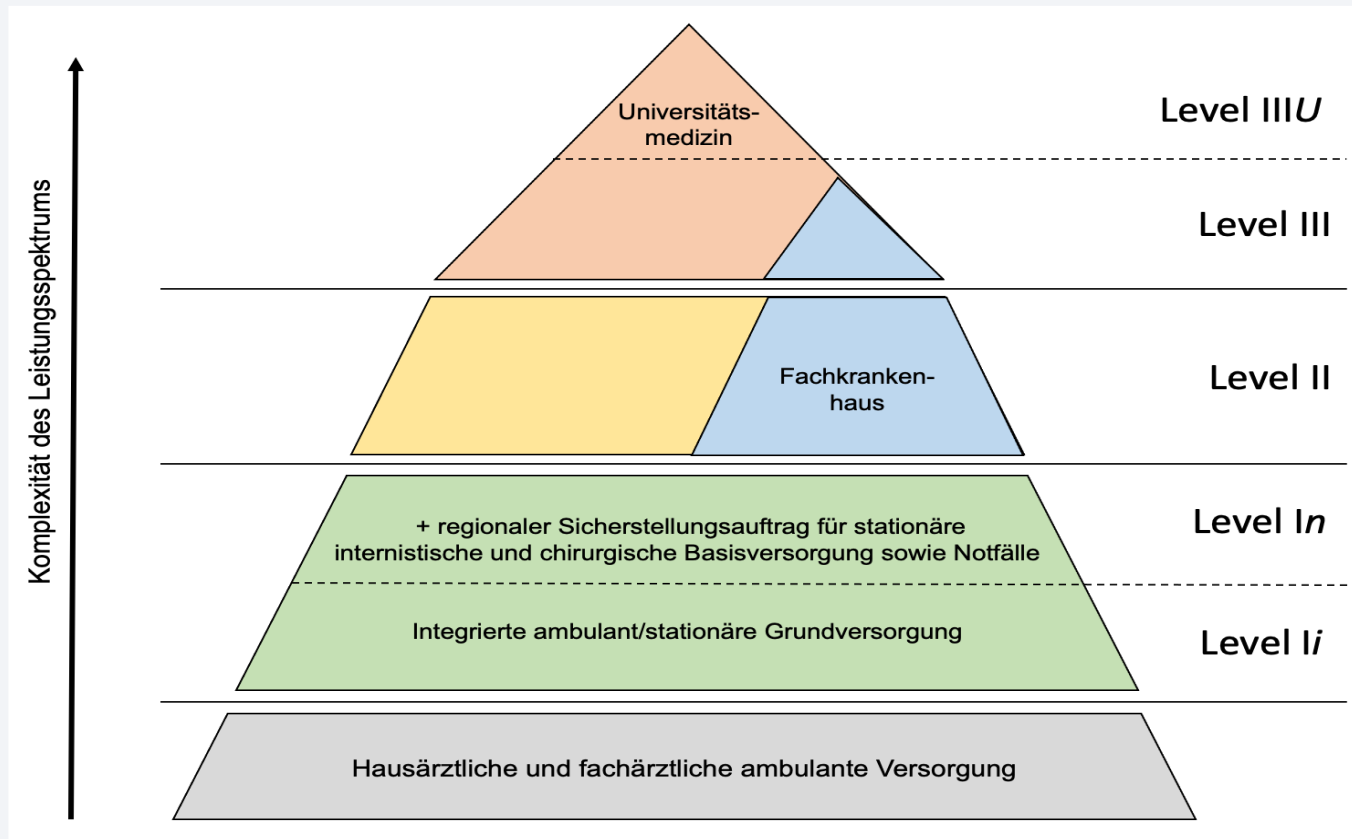 Komplexität des Leistungsspektrums
Universitäts-
medizin
Level IIIU
Level III
Fachkranken-
haus
Level II
+ regionaler Sicherstellungsauftrag für stationäre
internistische und chirurgische Basisversorgung sowie Notfälle
Level In
Integrierte ambulant/stationäre Grundversorgung
Level Ii
Hausärztliche und fachärztliche ambulante Versorgung